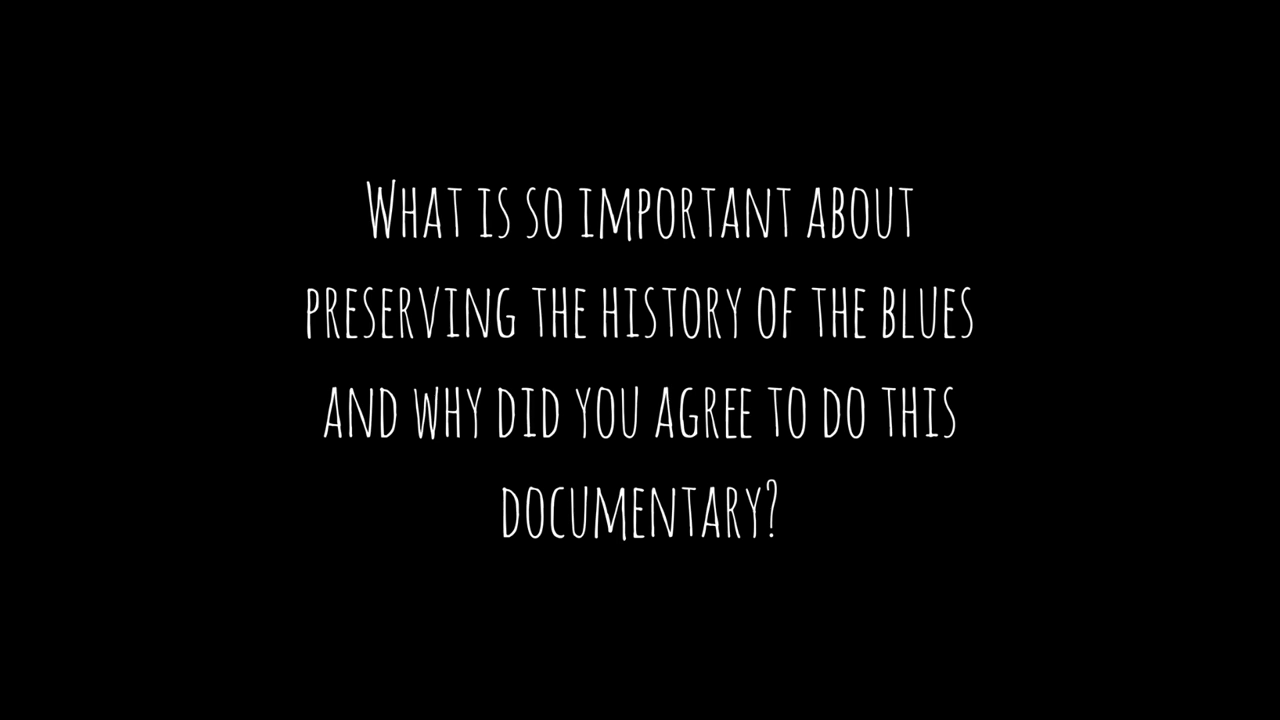 What is so important about
preserving the history of the blues
and why did you agree to do this
documentary?